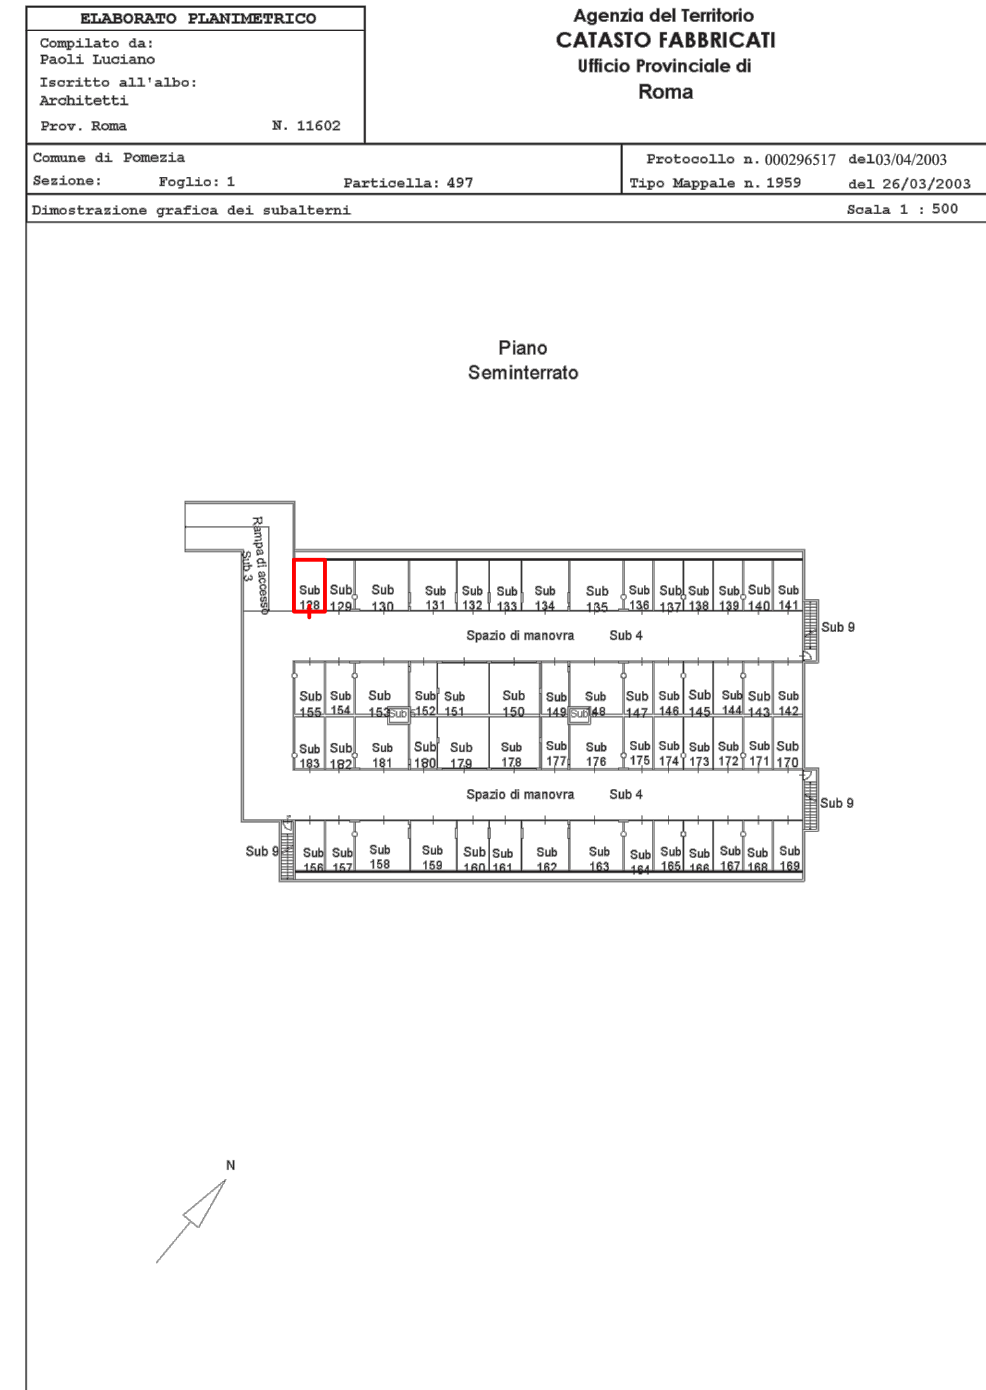 ELABORATO PLANIMETRICO
Compilato da:
Paoli Luciano
Iscritto all'albo:
Architetti
Prov. Roma N. 11602
Agenzia del Territorio
CATASTO FABBRICATI
Ufficio Provinciale di
Roma
Comune di Pomezia
Sezione: Foglio: 1 Particella: 497
Protocollo n. 000296517 del03/04/2003
Tipo Mappale n. 1959 del 26/03/2003
Dimostrazione grafica dei subalterni Scala 1 : 500
Piano
Seminterrato
Rampa di accesso
Sub 3
Sub Sub Sub Sub Sub Sub Sub Sub Sub Sub Sub Sub Sub Sub
128 129 130 131 132 133 134 135 136 137 138 139 140 141
Spazio di manovra Sub 4
Sub 9
Sub Sub Sub Sub Sub Sub Sub Sub Sub Sub Sub Sub Sub Sub
155 154 153 152 151 150 149 148 147 146 145 144 143 142
Sub Sub
Sub Sub Sub Sub Sub Sub Sub Sub Sub Sub Sub Sub Sub Sub
183 182 181 180 179 178 177 176 175 174 173 172 171 170
Spazio di manovra Sub 4
Sub 9
Sub 9
Sub Sub Sub Sub Sub Sub Sub Sub Sub Sub Sub Sub Sub Sub
156 157 158 159 160 161 162 163 164 165 166 167 168 169
N